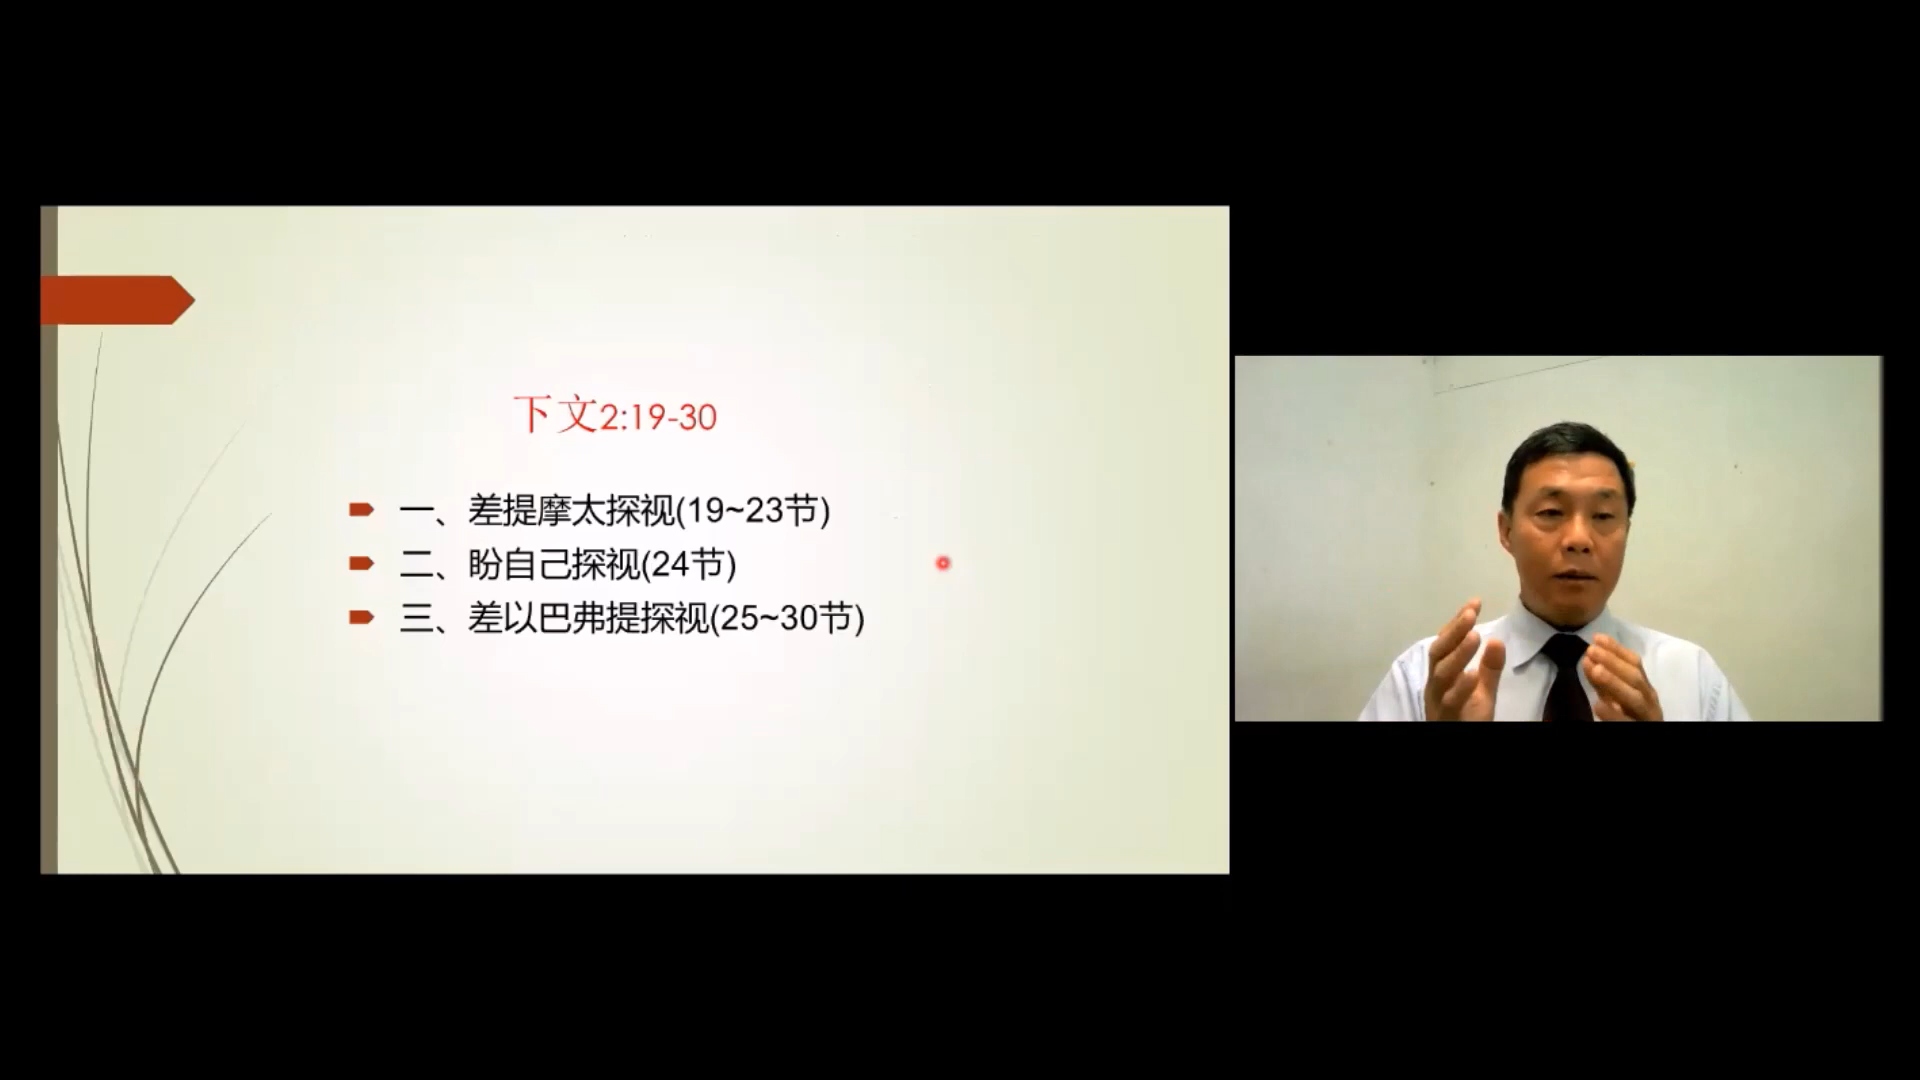 下文2:19-30
一、差提摩太探视(19~23节)
二、盼自己探视(24节)
三、差以巴弗提探视(25~30节)